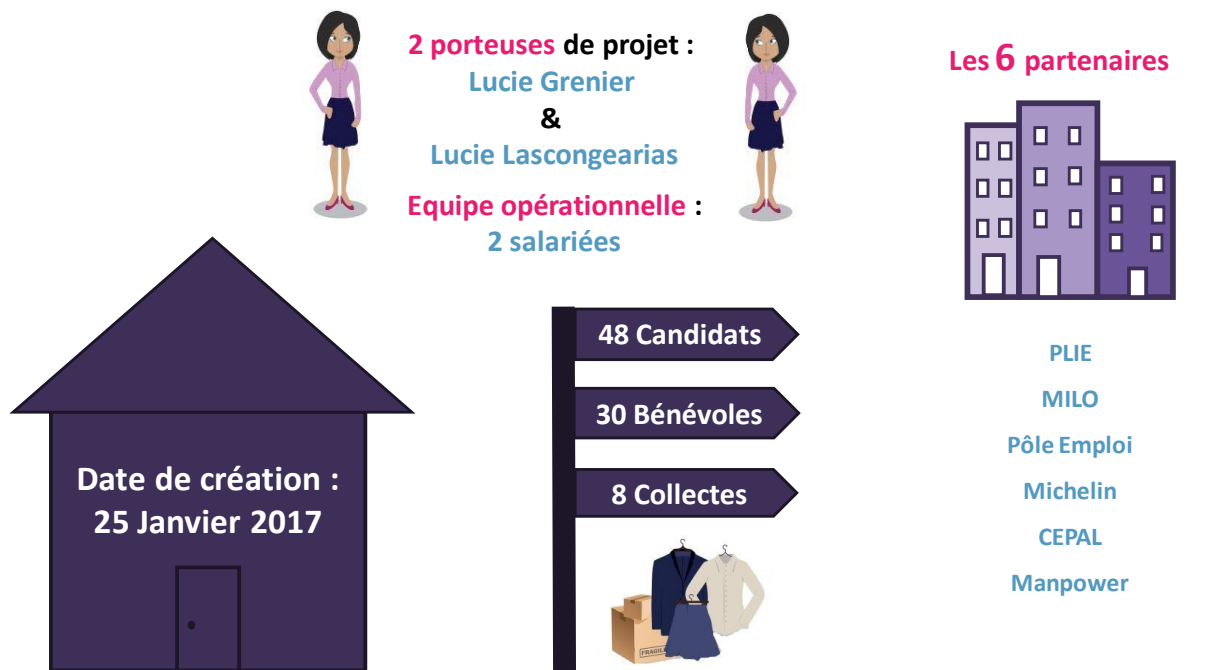 2 porteuses de projet :
Lucie Grenier
&
Lucie Lascongearias
Equipe opérationnelle :
2 salariées
Les 6 partenaires
PLIE
MILO
Pôle Emploi
Michelin
CEPAL
Manpower
Date de création :
25 Janvier 2017
48 Candidats
30 Bénévoles
8 Collectes
FRAGILE